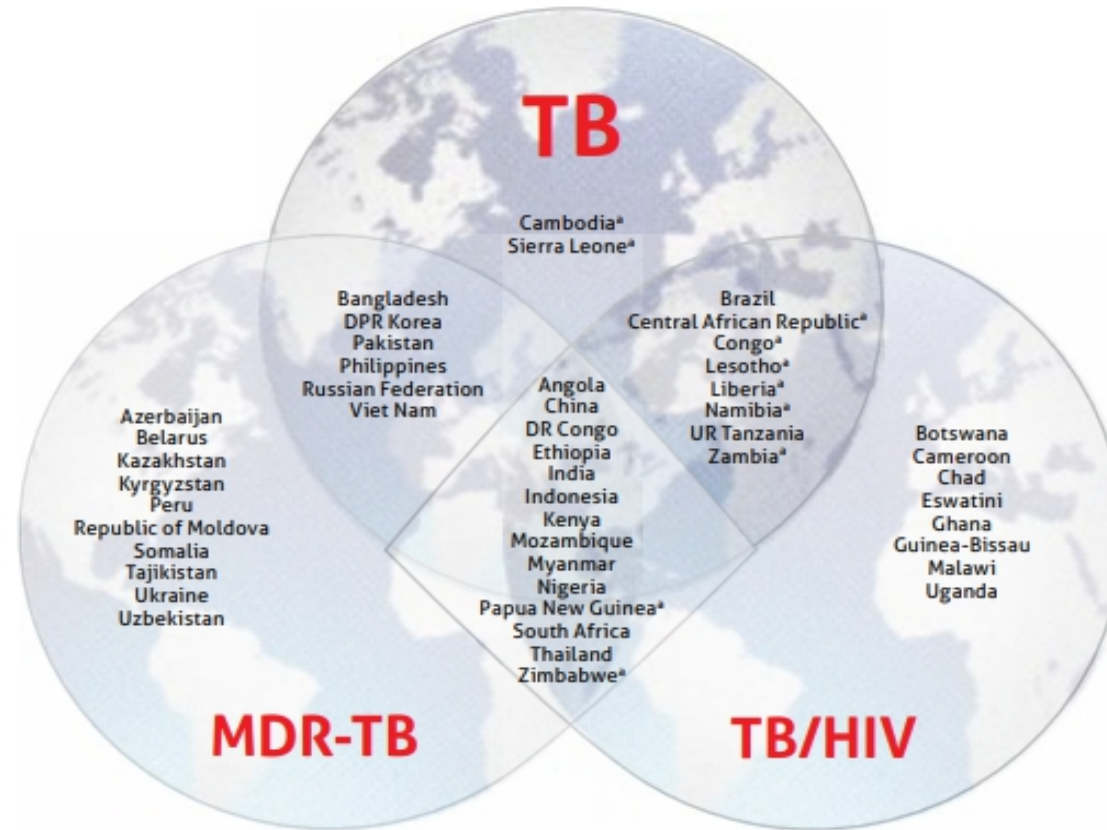 TB
Cambodiaᵃ
Sierra Leoneᵃ
Bangladesh
DPR Korea
Pakistan
Philippines
Russian Federation
Viet Nam
Brazil
Central African Republicᵃ
Congoᵃ
Lesothoᵃ
Liberiaᵃ
Namibiaᵃ
UR Tanzania
Zambiaᵃ
Angola
China
DR Congo
Ethiopia
India
Indonesia
Kenya
Mozambique
Myanmar
Nigeria
Papua New Guineaᵃ
South Africa
Thailand
Zimbabweᵃ
Azerbaijan
Belarus
Kazakhstan
Kyrgyzstan
Peru
Republic of Moldova
Somalia
Tajikistan
Ukraine
Uzbekistan
Botswana
Cameroon
Chad
Eswatini
Ghana
Guinea-Bissau
Malawi
Uganda
MDR-TB
TB/HIV